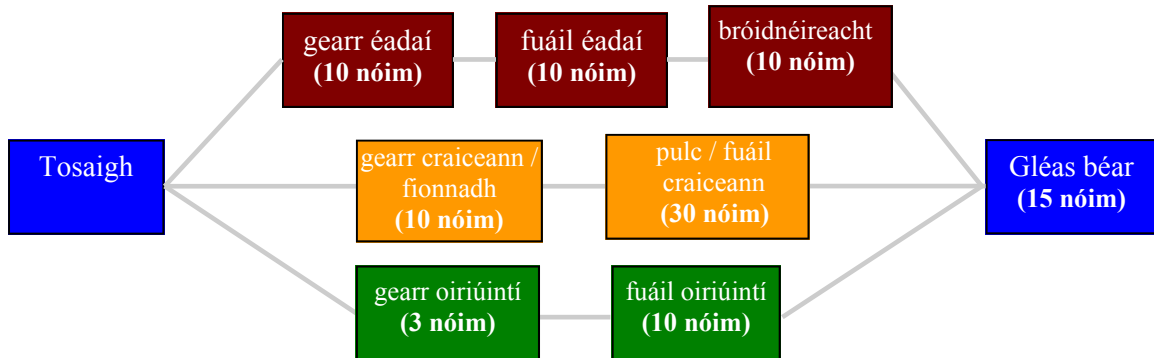 gearr éadaí
(10 nóim)
fuáil éadaí
(10 nóim)
bróidnéireacht
(10 nóim)
Tosaigh
gearr craiceann /
fionnadh
(10 nóim)
pulc / fuáil
craiceann
(30 nóim)
Gléas béar
(15 nóim)
gearr oiriúintí
(3 nóim)
fuáil oiriúintí
(10 nóim)